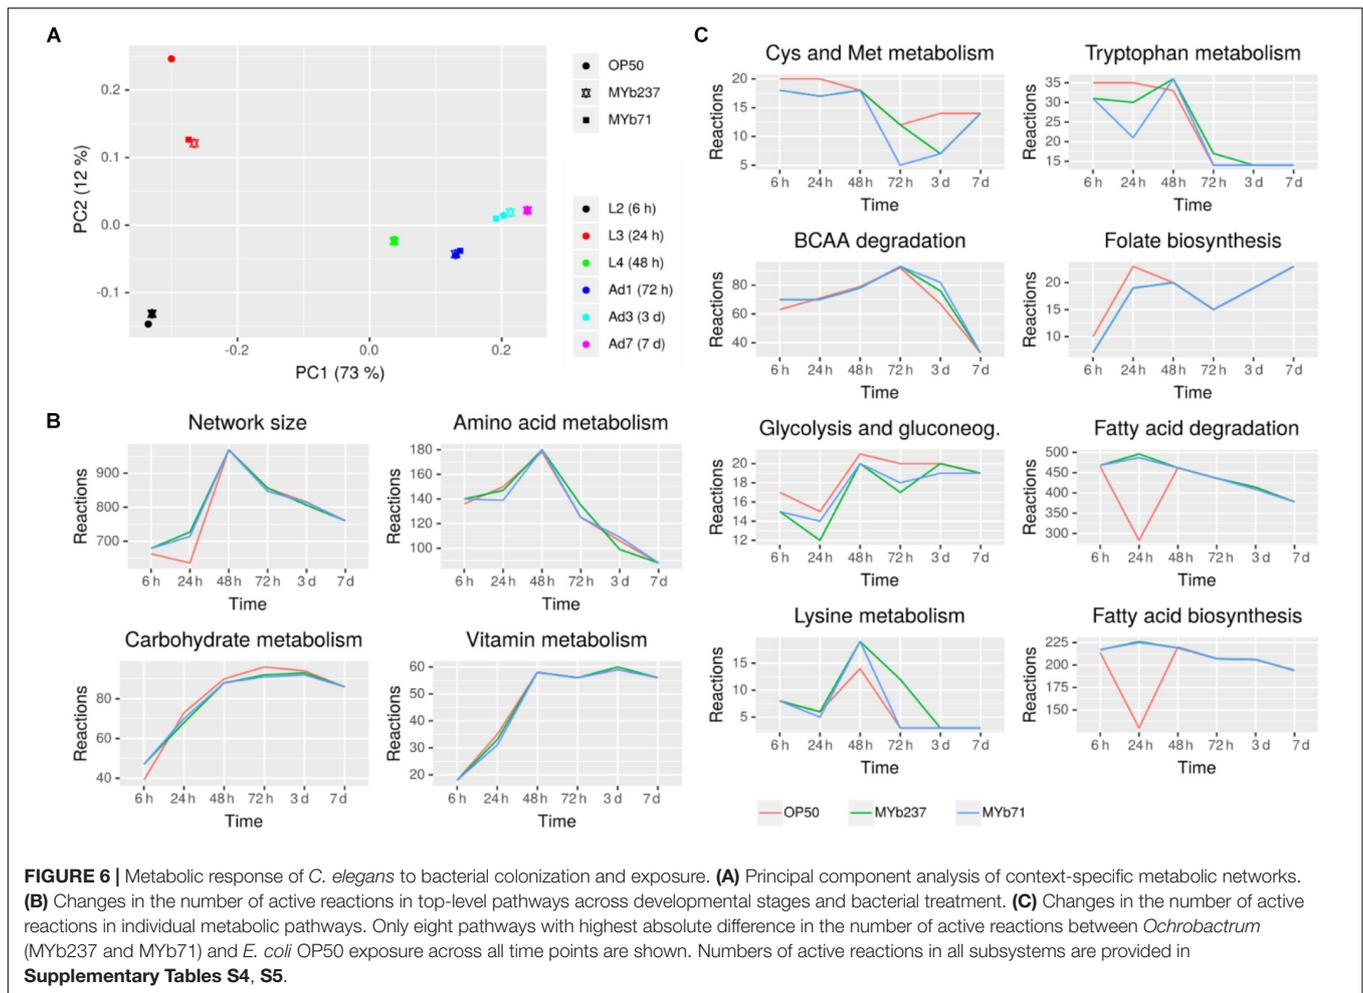 A
0.2
0.1
0.0
-0.1
PC2 (12 %)
-0.2
0.0
0.2
PC1 (73 %)
OP50
MYb237
MYb71
L2 (6 h)
L3 (24 h)
L4 (48 h)
Ad1 (72 h)
Ad3 (3 d)
Ad7 (7 d)
B
Network size
900
800
700
Reactions
6 h 24 h 48 h 72 h 3 d 7 d
Time
Amino acid metabolism
180
160
140
120
100
Reactions
6 h 24 h 48 h 72 h 3 d 7 d
Time
Carbohydrate metabolism
80
60
40
Reactions
6 h 24 h 48 h 72 h 3 d 7 d
Time
Vitamin metabolism
60
50
40
30
20
Reactions
6 h 24 h 48 h 72 h 3 d 7 d
Time
C
Cys and Met metabolism
20
15
10
5
Reactions
6 h 24 h 48 h 72 h 3 d 7 d
Time
Tryptophan metabolism
35
30
25
20
15
Reactions
6 h 24 h 48 h 72 h 3 d 7 d
Time
BCAA degradation
80
60
40
Reactions
6 h 24 h 48 h 72 h 3 d 7 d
Time
Folate biosynthesis
20
15
10
Reactions
6 h 24 h 48 h 72 h 3 d 7 d
Time
Glycolysis and gluconeog.
20
18
16
14
12
Reactions
6 h 24 h 48 h 72 h 3 d 7 d
Time
Fatty acid degradation
500
450
400
350
300
Reactions
6 h 24 h 48 h 72 h 3 d 7 d
Time
Lysine metabolism
15
10
5
Reactions
6 h 24 h 48 h 72 h 3 d 7 d
Time
Fatty acid biosynthesis
225
200
175
150
Reactions
6 h 24 h 48 h 72 h 3 d 7 d
Time
OP50 MYb237 MYb71
FIGURE 6 | Metabolic response of C. elegans to bacterial colonization and exposure. (A) Principal component analysis of context-specific metabolic networks.
(B) Changes in the number of active reactions in top-level pathways across developmental stages and bacterial treatment. (C) Changes in the number of active
reactions in individual metabolic pathways. Only eight pathways with highest absolute difference in the number of active reactions between Ochrobactrum
(MYb237 and MYb71) and E. coli OP50 exposure across all time points are shown. Numbers of active reactions in all subsystems are provided in
Supplementary Tables S4, S5.